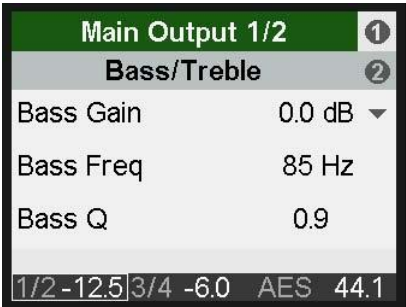 Main Output 1/2 1
Bass/Treble 2
Bass Gain 0.0 dB
Bass Freq 85 Hz
Bass Q 0.9
1/2 -12.5 3/4 -6.0 AES 44.1